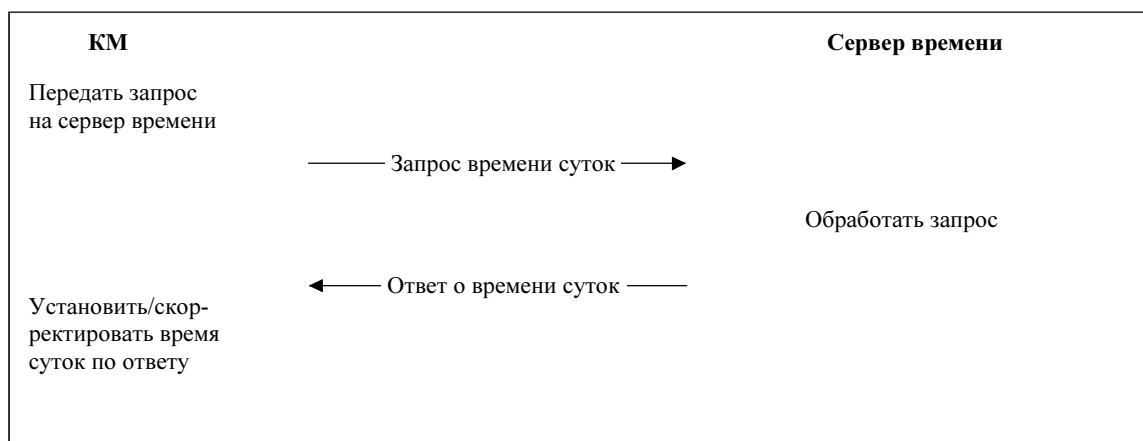 КМ
Сервер времени
Передать запрос
на сервер времени
Запрос времени суток
Обработать запрос
Ответ о времени суток
Установить/скор-
ректировать время
суток по ответу